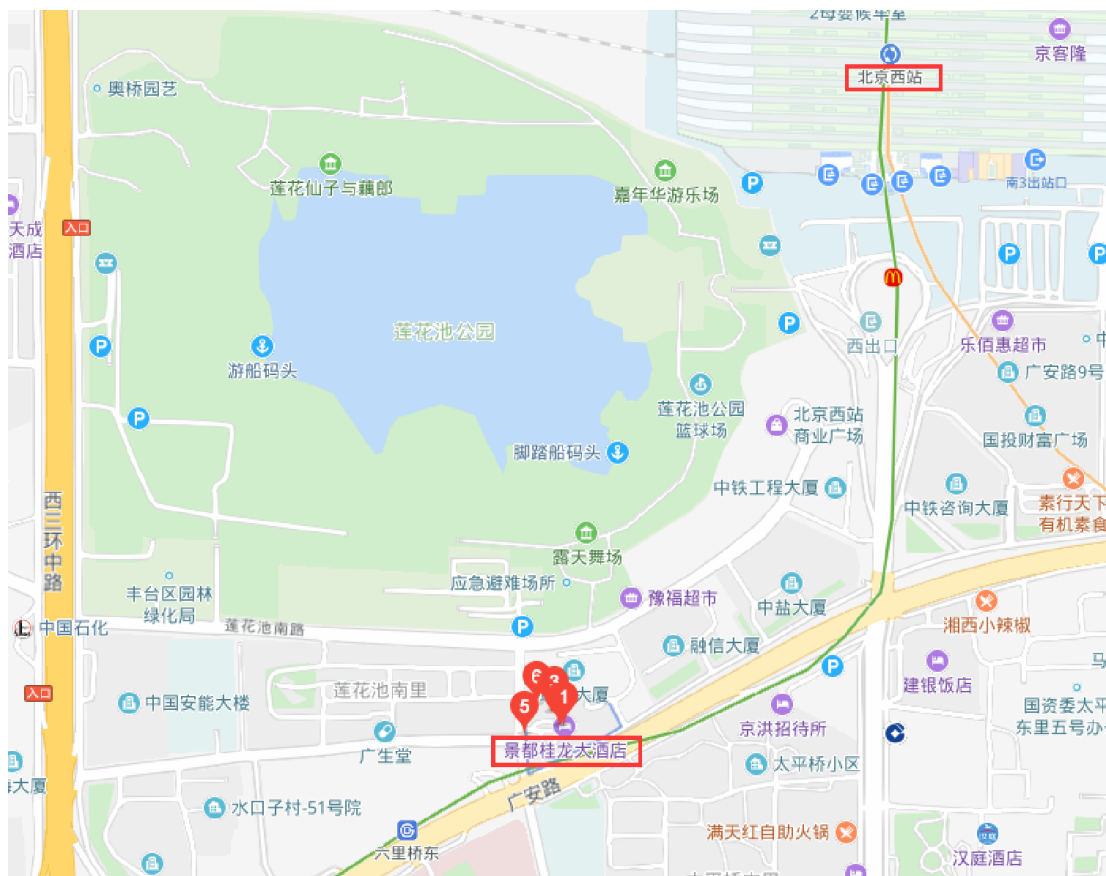 2母婴候车室
京客隆
北京西站
奥桥园艺
莲花仙子与藕郎
嘉年华游乐场
南3出站口
天成
酒店
入口
莲花池公园
西出口
乐佰惠超市
游船码头
广安路9号
莲花池公园
篮球场
北京西站
商业广场
国投财富广场
脚踏船码头
中铁工程大厦
中铁咨询大厦
素行天下
有机素食
西三环中路
露天舞场
应急避难场所
丰台区园林
绿化局
豫福超市
中盐大厦
湘西小辣椒
中国石化
莲花池南路
融信大厦
入口
莲花池南里
6
3
1
5
大厦
建银饭店
中国安能大楼
国资委太平
东里五号办
京洪招待所
广生堂
景都桂龙大酒店
太平桥小区
大厦
广安路
水口子村-51号院
满天红自助火锅
六里桥东
汉庭酒店